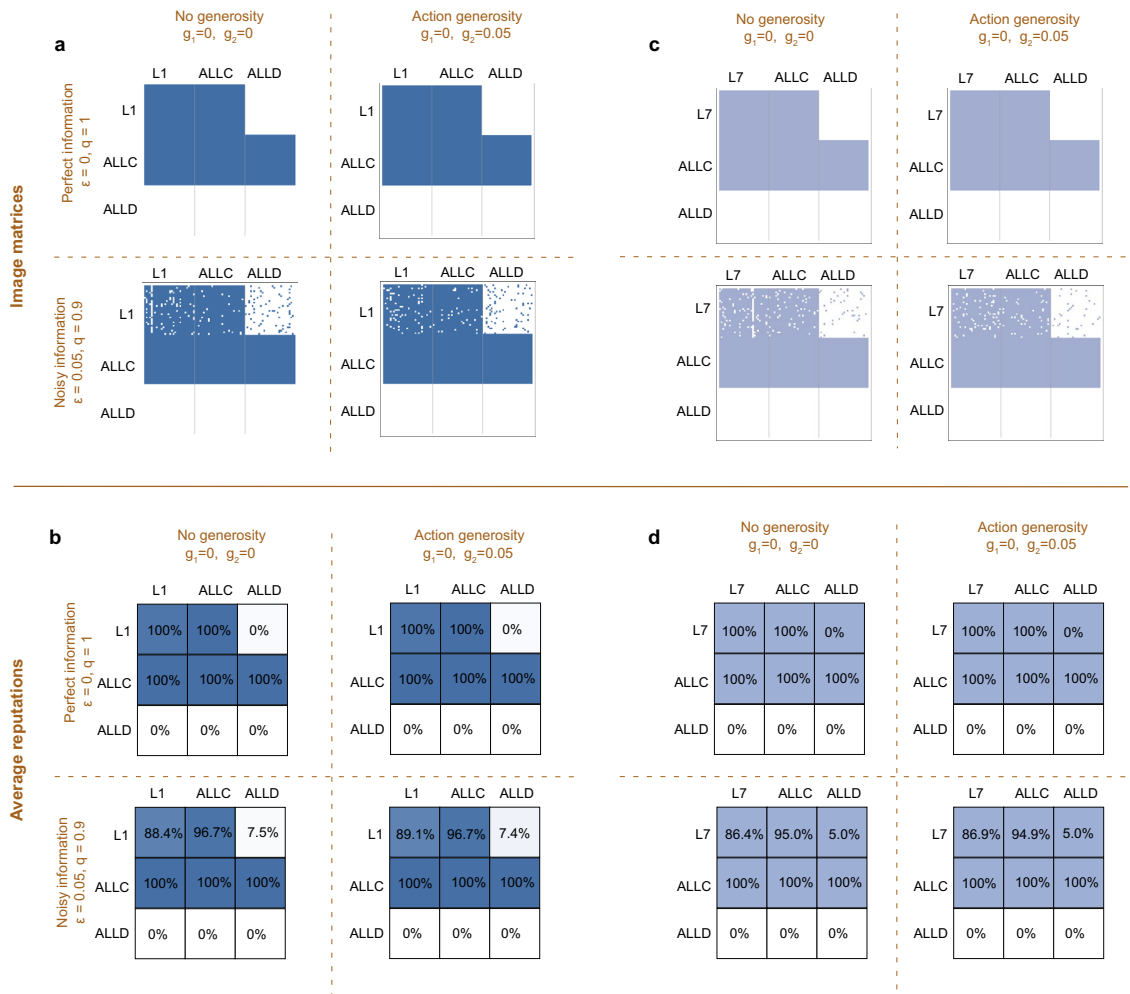 No generosity
g1=0, g2=0
Action generosity
g1=0, g2=0.05
No generosity
g1=0, g2=0
Action generosity
g1=0, g2=0.05
a
c
Image matrices
Perfect information
ε = 0, q = 1
L1 ALLC ALLD
L1
ALLC
ALLD
L1 ALLC ALLD
L1
ALLC
ALLD
L7 ALLC ALLD
L7
ALLC
ALLD
L7 ALLC ALLD
L7
ALLC
ALLD
Noisy information
ε = 0.05, q = 0.9
L1 ALLC ALLD
L1
ALLC
ALLD
L1 ALLC ALLD
L1
ALLC
ALLD
L7 ALLC ALLD
L7
ALLC
ALLD
L7 ALLC ALLD
L7
ALLC
ALLD
b
d
No generosity
g1=0, g2=0
Action generosity
g1=0, g2=0.05
No generosity
g1=0, g2=0
Action generosity
g1=0, g2=0.05
Average reputations
Perfect information
ε = 0, q = 1
L1 ALLC ALLD
L1 100% 100% 0%
ALLC 100% 100% 100%
ALLD 0% 0% 0%
L1 ALLC ALLD
L1 100% 100% 0%
ALLC 100% 100% 100%
ALLD 0% 0% 0%
L7 ALLC ALLD
L7 100% 100% 0%
ALLC 100% 100% 100%
ALLD 0% 0% 0%
L7 ALLC ALLD
L7 100% 100% 0%
ALLC 100% 100% 100%
ALLD 0% 0% 0%
Noisy information
ε = 0.05, q = 0.9
L1 ALLC ALLD
L1 88.4% 96.7% 7.5%
ALLC 100% 100% 100%
ALLD 0% 0% 0%
L1 ALLC ALLD
L1 89.1% 96.7% 7.4%
ALLC 100% 100% 100%
ALLD 0% 0% 0%
L7 ALLC ALLD
L7 86.4% 95.0% 5.0%
ALLC 100% 100% 100%
ALLD 0% 0% 0%
L7 ALLC ALLD
L7 86.9% 94.9% 5.0%
ALLC 100% 100% 100%
ALLD 0% 0% 0%